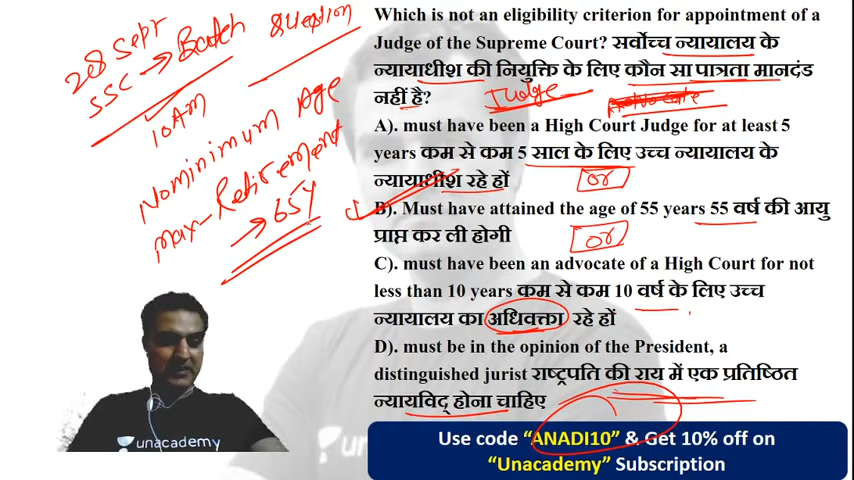 28 Sept
SSC → Batch Question
10 Am
Nominimum Age
max - Retirement
→ 65Y
Which is not an eligibility criterion for appointment of a
Judge of the Supreme Court? सर्वोच्च न्यायालय के
न्यायाधीश की नियुक्ति के लिए कौन सा पात्रता मानदंड
नहीं है?
Judge
A). must have been a High Court Judge for at least 5
years कम से कम 5 साल के लिए उच्च न्यायालय के
न्यायाधीश रहे हों
or
B). Must have attained the age of 55 years 55 वर्ष की आयु
प्राप्त कर ली होगी
or
C). must have been an advocate of a High Court for not
less than 10 years कम से कम 10 वर्ष के लिए उच्च
न्यायालय का अधिवक्ता रहे हों
D). must be in the opinion of the President, a
distinguished jurist राष्ट्रपति की राय में एक प्रतिष्ठित
न्यायविद् होना चाहिए
unacademy
un
Use code “ANADI10” & Get 10% off on
“Unacademy” Subscription